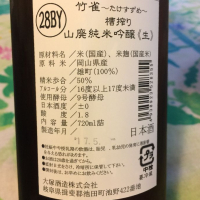 28BY
竹雀~たけすずめ~
槽搾り
山廃純米吟醸(生)
原材料名/米(国産)、米麹(国産米)
原料米/岡山県産
雄町(100%)
精米歩合/50%
アルコール分/16度以上17度未満
使用酵母/9号酵母
日本酒度/±0
酸度/1.8
内容量/720ml詰
製造年月/
日本酒
大塚酒造株式会社
岐阜県揖斐郡池田町池野422番地